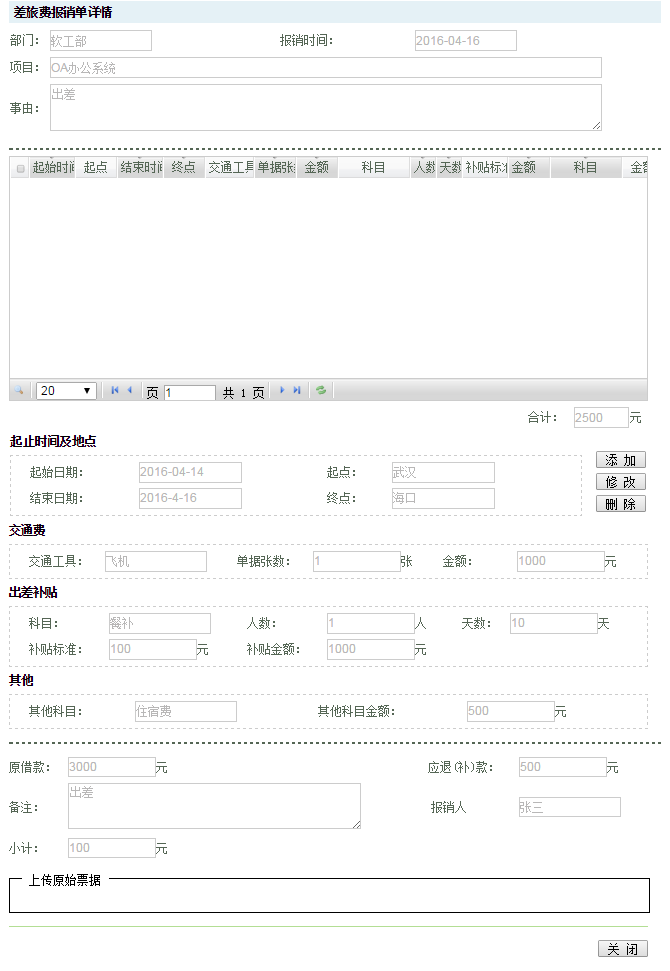 差旅费报销单详情
部门： 软工部 报销时间： 2016-04-16
项目： OA办公系统
事由： 出差
起始时间 起点 结束时间 终点 交通工具 单据张 金额 科目 人数 天数 补贴标准 金额 科目 金额
20 页 1 共 1 页
合计： 2500 元
起止时间及地点
起始日期： 2016-04-14 起点： 武汉 添 加
结束日期： 2016-4-16 终点： 海口 修 改
删 除
交通费
交通工具： 飞机 单据张数： 1 张 金额： 1000 元
出差补贴
科目： 餐补 人数： 1 人 天数： 10 天
补贴标准： 100 元 补贴金额： 1000 元
其他
其他科目： 住宿费 其他科目金额： 500 元
原借款： 3000 元 应退(补)款： 500 元
备注： 出差 报销人 张三
小计： 100 元
上传原始票据
关 闭